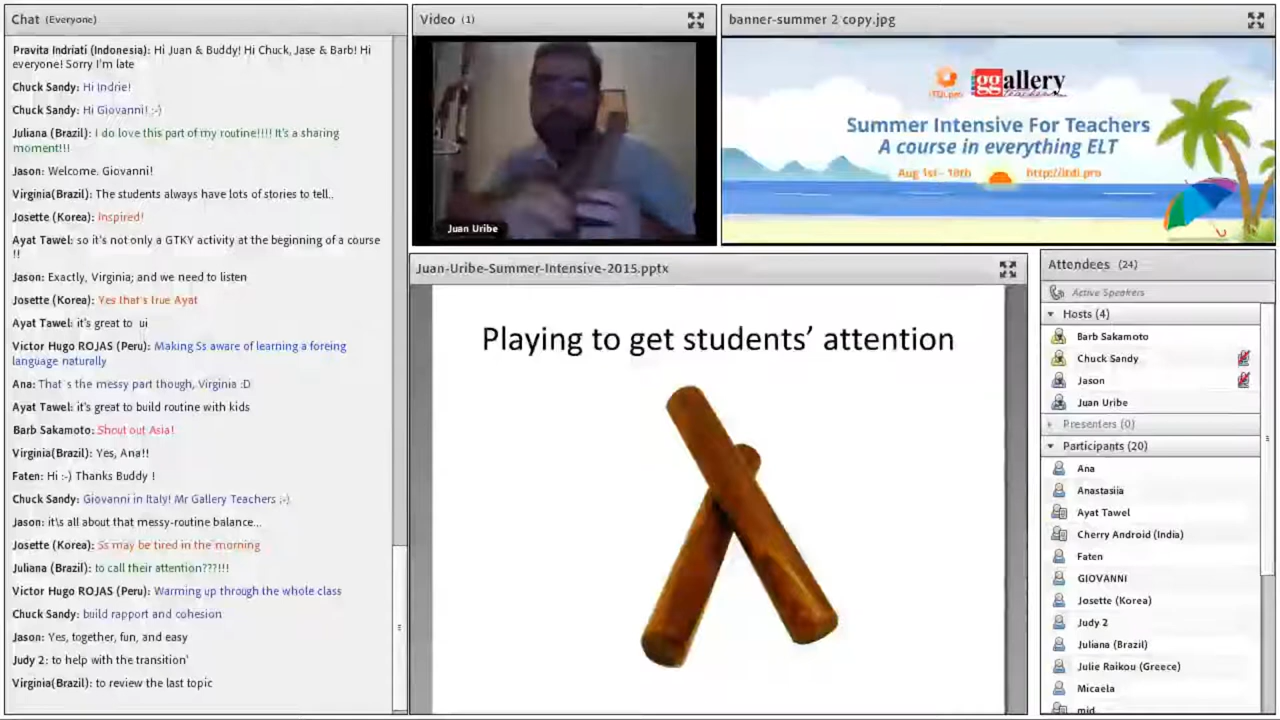 Chat (Everyone)
Pravita Indriati (Indonesia): Hi Juan & Buddy! Hi Chuck, Jase & Barb! Hi
everyone! Sorry I'm late
Chuck Sandy: Hi Indrie!
Chuck Sandy: Hi Giovanni! ;-)
Juliana (Brazil): I do love this part of my routine!!!! It's a sharing
moment!!!
Jason: Welcome, Giovanni!
Virginia(Brazil): The students always have lots of stories to tell..
Josette (Korea): Inspired!
Ayat Tawel: so it's not only a GTKY activity at the beginning of a course
!!
Jason: Exactly, Virginia; and we need to listen
Josette (Korea): Yes that's true Ayat
Ayat Tawel: it's great to ui
Victor Hugo ROJAS (Peru): Making Ss aware of learning a foreing
language naturally
Ana: That´s the messy part though, Virginia :D
Ayat Tawel: it's great to build routine with kids
Barb Sakamoto: Shout out Asia!
Virginia(Brazil): Yes, Ana!!
Faten: Hi :-) Thanks Buddy !
Chuck Sandy: Giovanni in Italy! Mr Gallery Teachers ;-)
Jason: it\s all about that messy-routine balance...
Josette (Korea): Ss may be tired in the morning
Juliana (Brazil): to call their attention???!!!
Victor Hugo ROJAS (Peru): Warming up through the whole class
Chuck Sandy: build rapport and cohesion
Jason: Yes, together, fun, and easy
Judy 2: to help with the transition'
Virginia(Brazil): to review the last topic
Video (1)
Juan Uribe
banner-summer 2 copy.jpg
iTDi.pro
ggallery
teachers
Summer Intensive For Teachers
A course in everything ELT
http://itdi.pro
Juan-Uribe-Summer-Intensive-2015.pptx
Playing to get students' attention
Attendees (24)
Active Speakers
Hosts (4)
Barb Sakamoto
Chuck Sandy
Jason
Juan Uribe
Presenters (0)
Participants (20)
Ana
Anastasiia
Ayat Tawel
Cherry Android (India)
Faten
GIOVANNI
Josette (Korea)
Judy 2
Juliana (Brazil)
Julie Raikou (Greece)
Micaela
mid